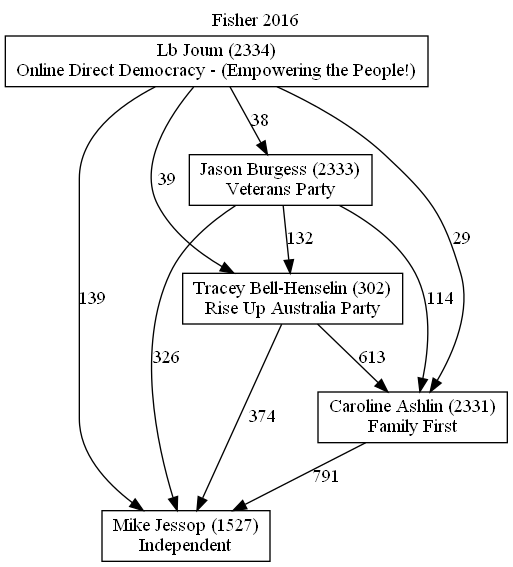 Fisher 2016
Lb Joum (2334)
Online Direct Democracy - (Empowering the People!)
38
Jason Burgess (2333)
Veterans Party
39
132
29
Tracey Bell-Henselin (302)
Rise Up Australia Party
139
114
326
613
374
Caroline Ashlin (2331)
Family First
791
Mike Jessop (1527)
Independent